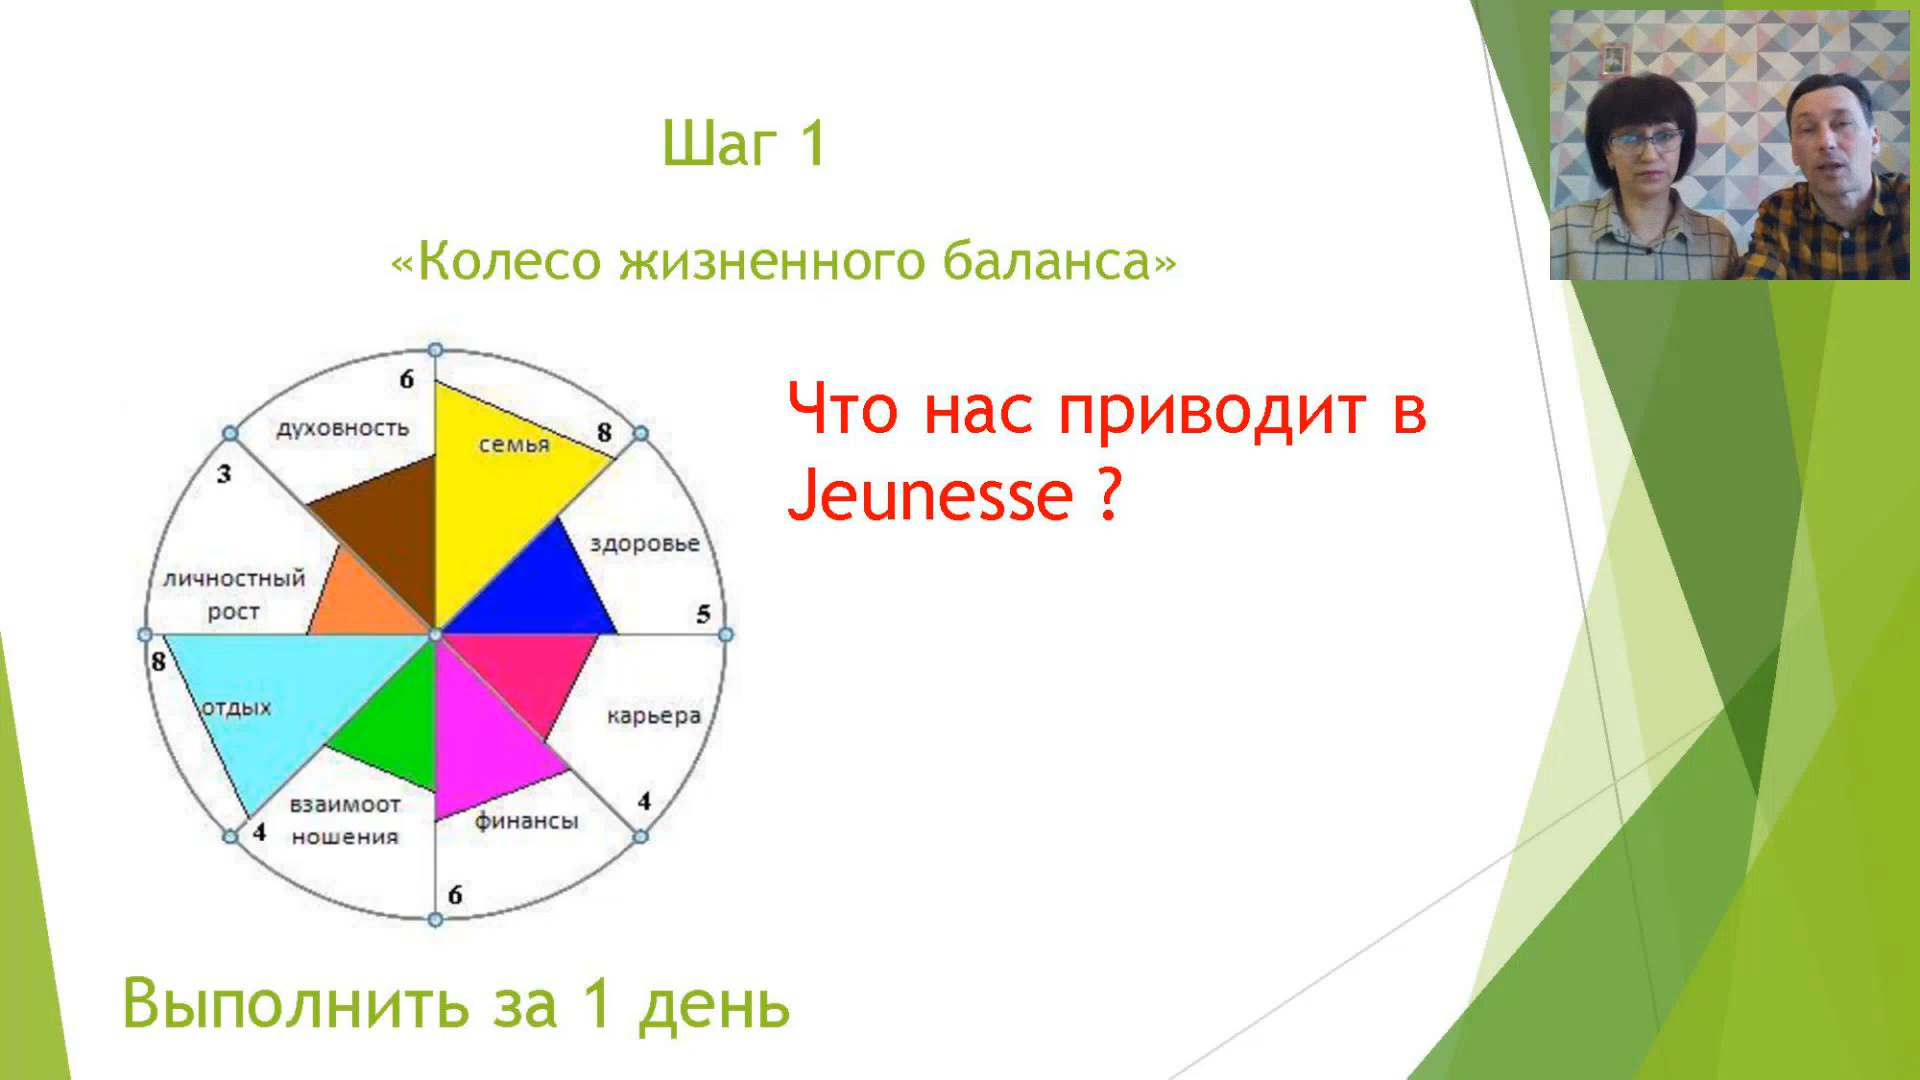 Шаг 1
«Колесо жизненного баланса»
6
духовность
семья
8
3
здоровье
личностный
рост
5
8
отдых
карьера
взаимоот
ношения
4
финансы
4
6
Что нас приводит в
Jeunesse ?
Выполнить за 1 день